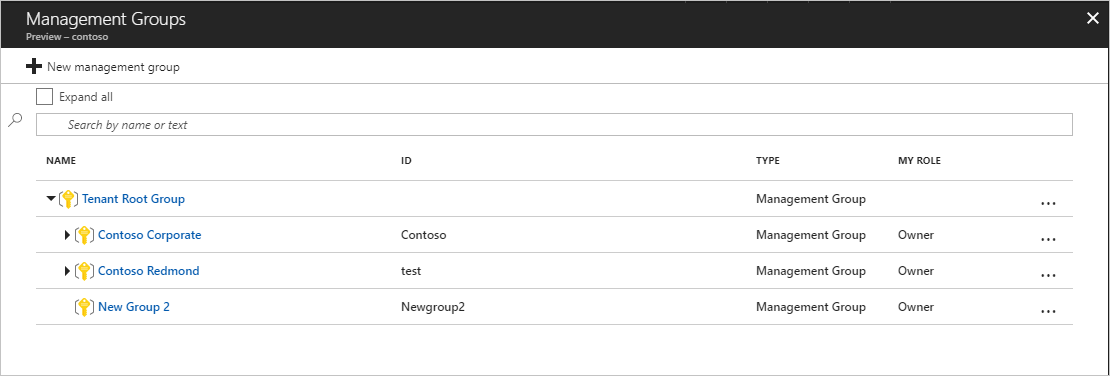 Management Groups
Preview – contoso
New management group
Expand all
Search by name or text
NAME ID TYPE MY ROLE
Tenant Root Group Management Group ...
Contoso Corporate Contoso Management Group Owner ...
Contoso Redmond test Management Group Owner ...
New Group 2 Newgroup2 Management Group Owner ...